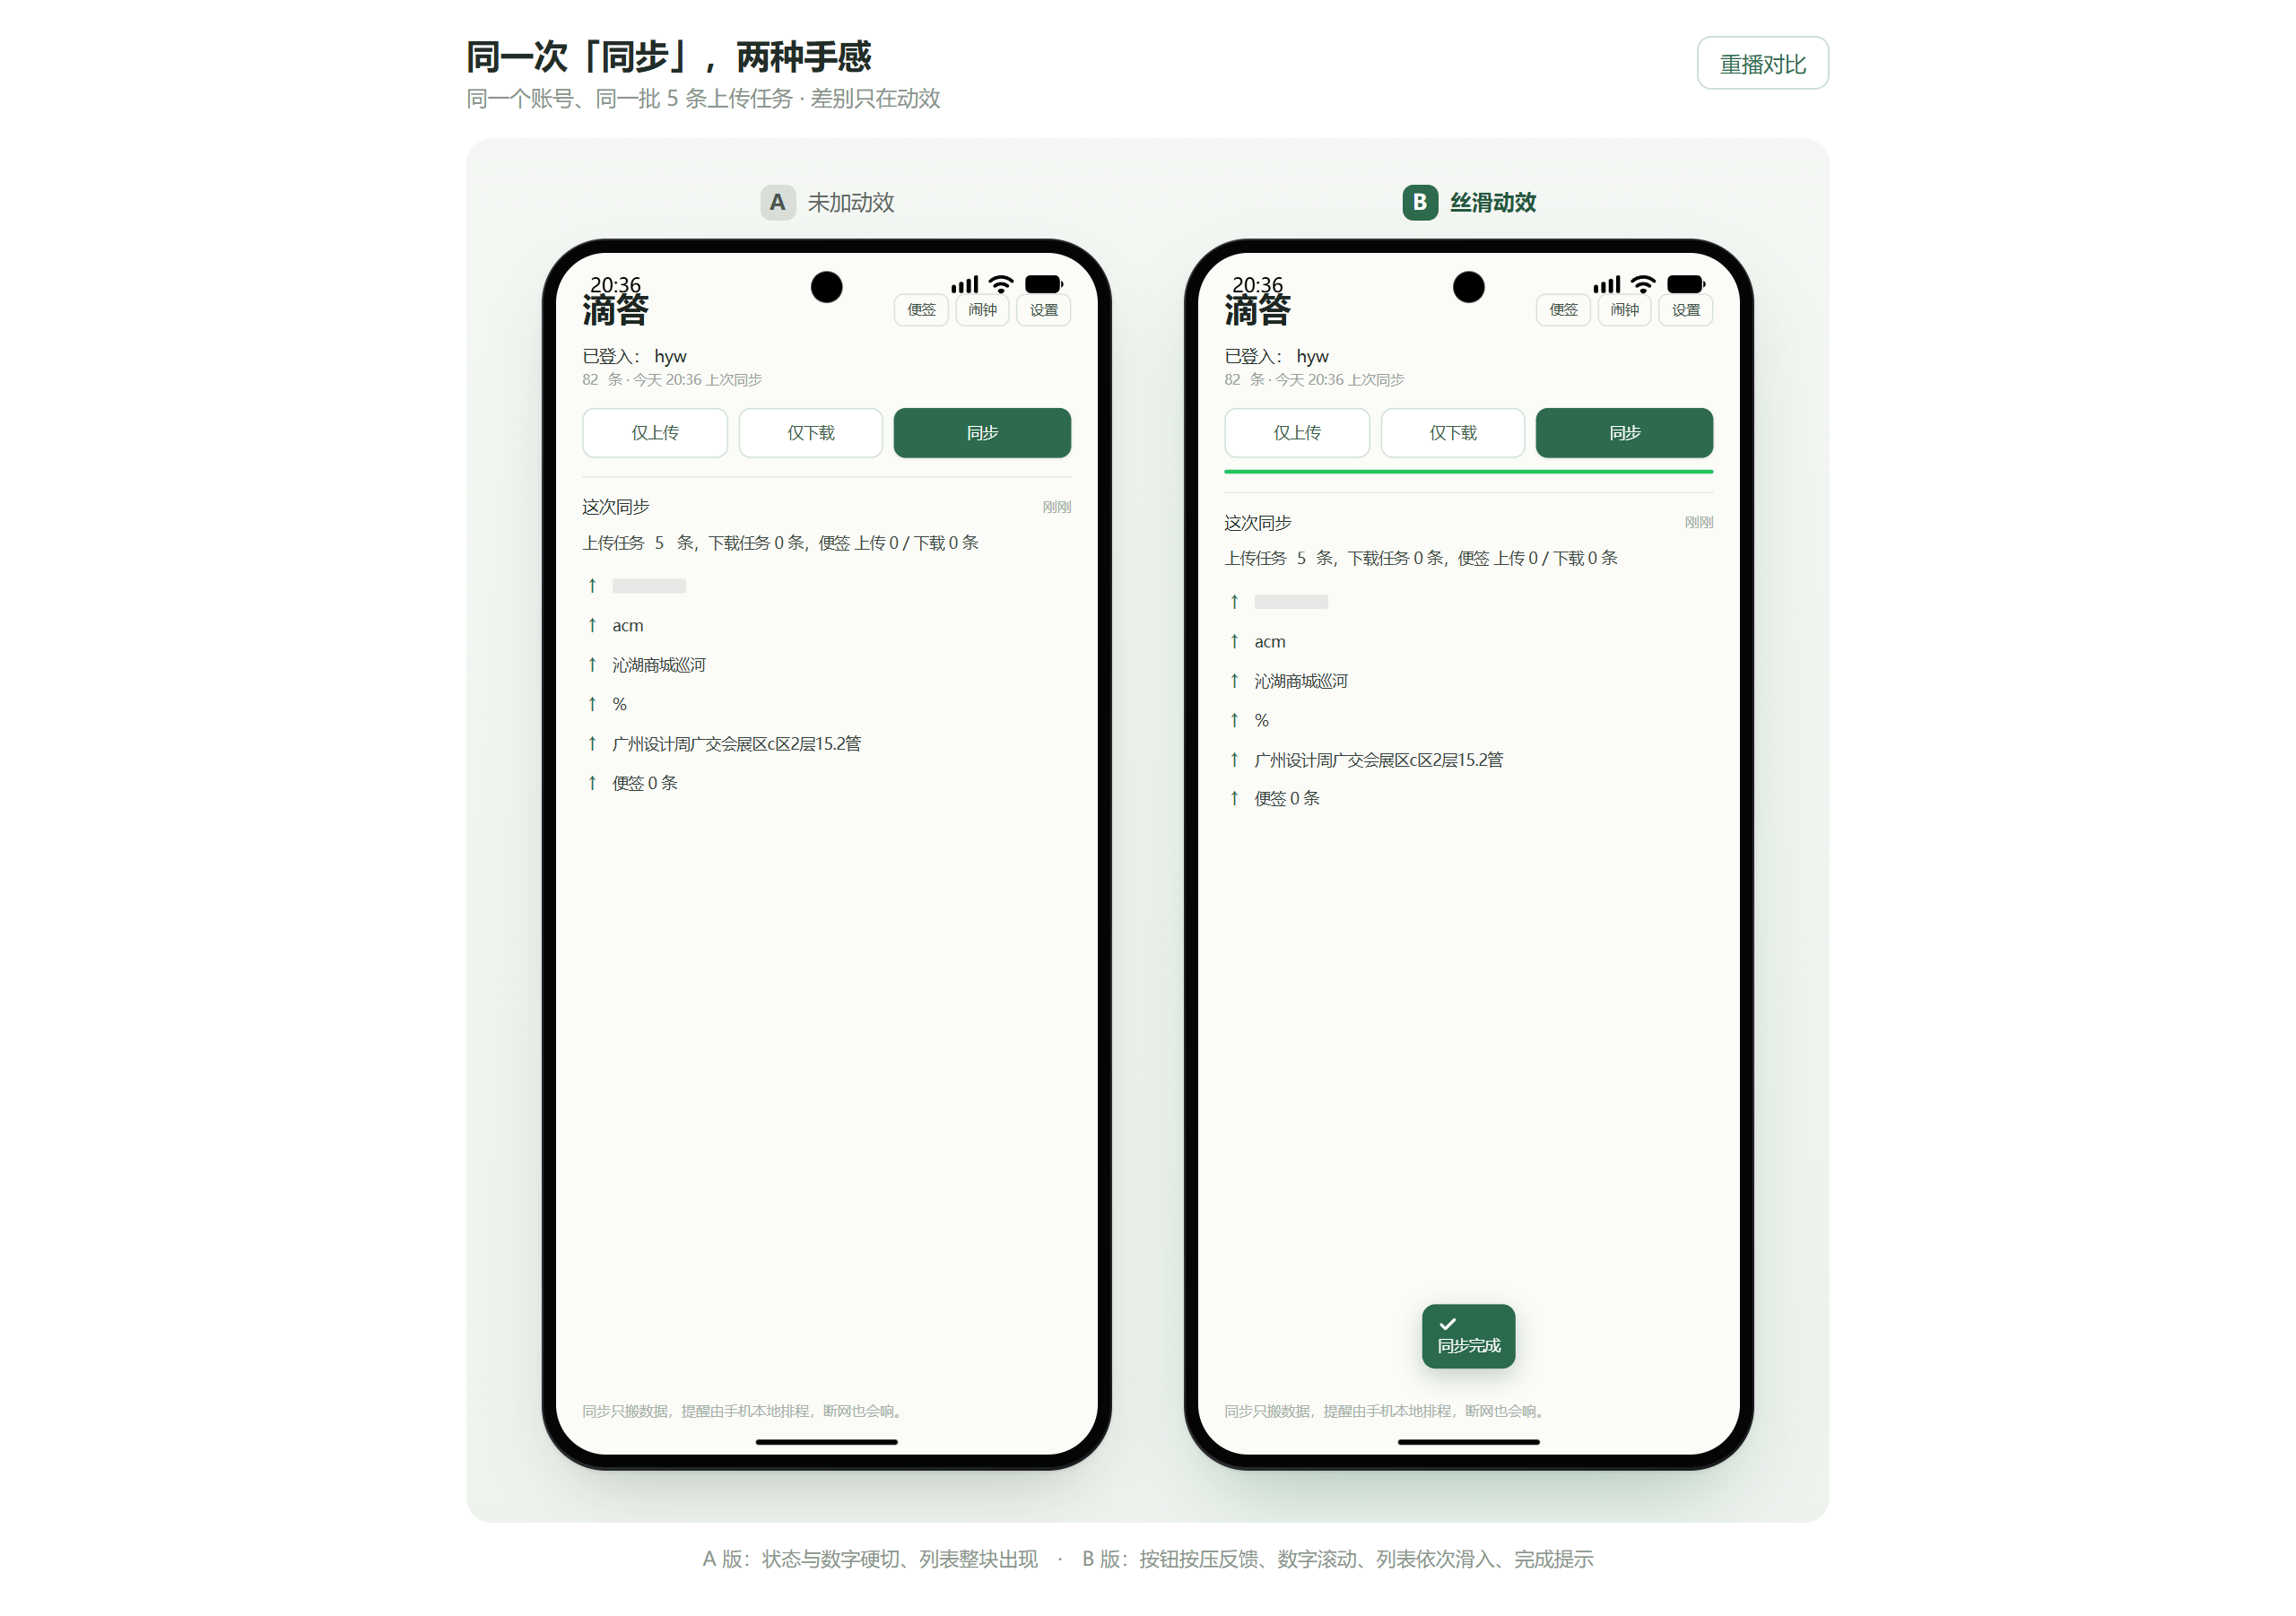 同一次「同步」，两种手感
同一个账号、同一批 5 条上传任务 · 差别只在动效
重播对比
A 未加动效
20:36
滴答
便签 闹钟 设置
已登入： hyw
82 条 · 今天 20:36 上次同步
仅上传 仅下载 同步
这次同步 刚刚
上传任务 5 条，下载任务 0 条，便签 上传 0 / 下载 0 条
↑
↑ acm
↑ 沁湖商城巡河
↑ %
↑ 广州设计周广交会展区c区2层15.2管
↑ 便签 0 条
同步只搬数据，提醒由手机本地排程，断网也会响。
B 丝滑动效
20:36
滴答
便签 闹钟 设置
已登入： hyw
82 条 · 今天 20:36 上次同步
仅上传 仅下载 同步
这次同步 刚刚
上传任务 5 条，下载任务 0 条，便签 上传 0 / 下载 0 条
↑
↑ acm
↑ 沁湖商城巡河
↑ %
↑ 广州设计周广交会展区c区2层15.2管
↑ 便签 0 条
同步完成
同步只搬数据，提醒由手机本地排程，断网也会响。
A 版：状态与数字硬切、列表整块出现 · B 版：按钮按压反馈、数字滚动、列表依次滑入、完成提示